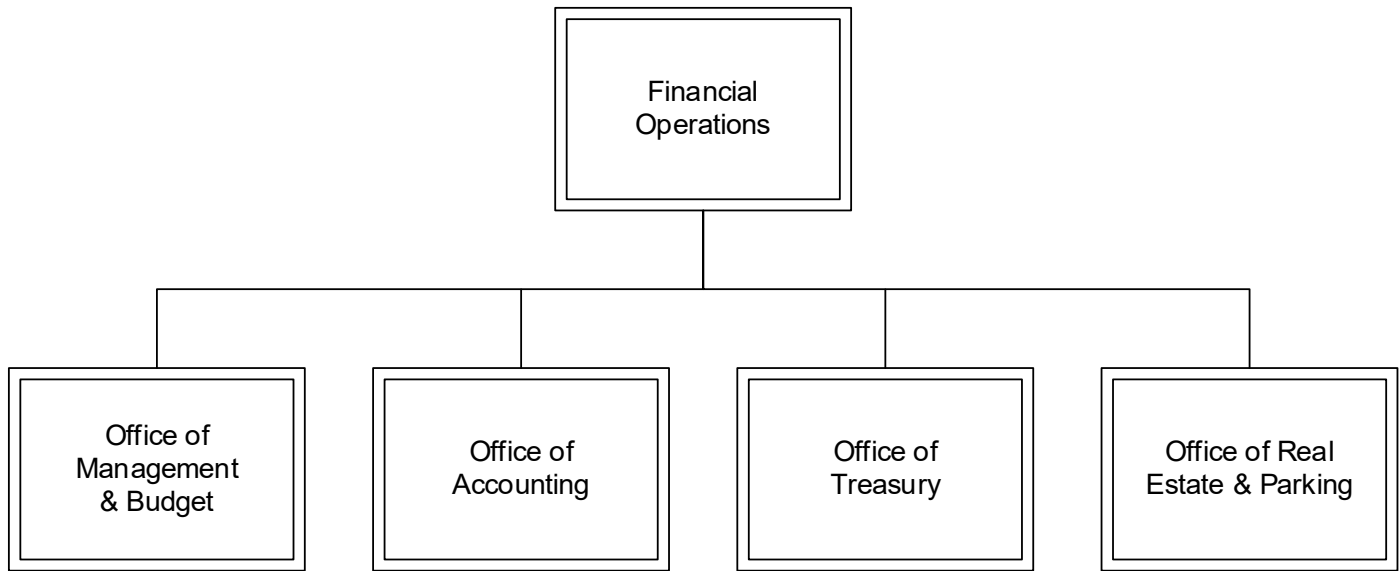 Financial
Operations
Office of
Management
& Budget
Office of
Accounting
Office of
Treasury
Office of Real
Estate & Parking